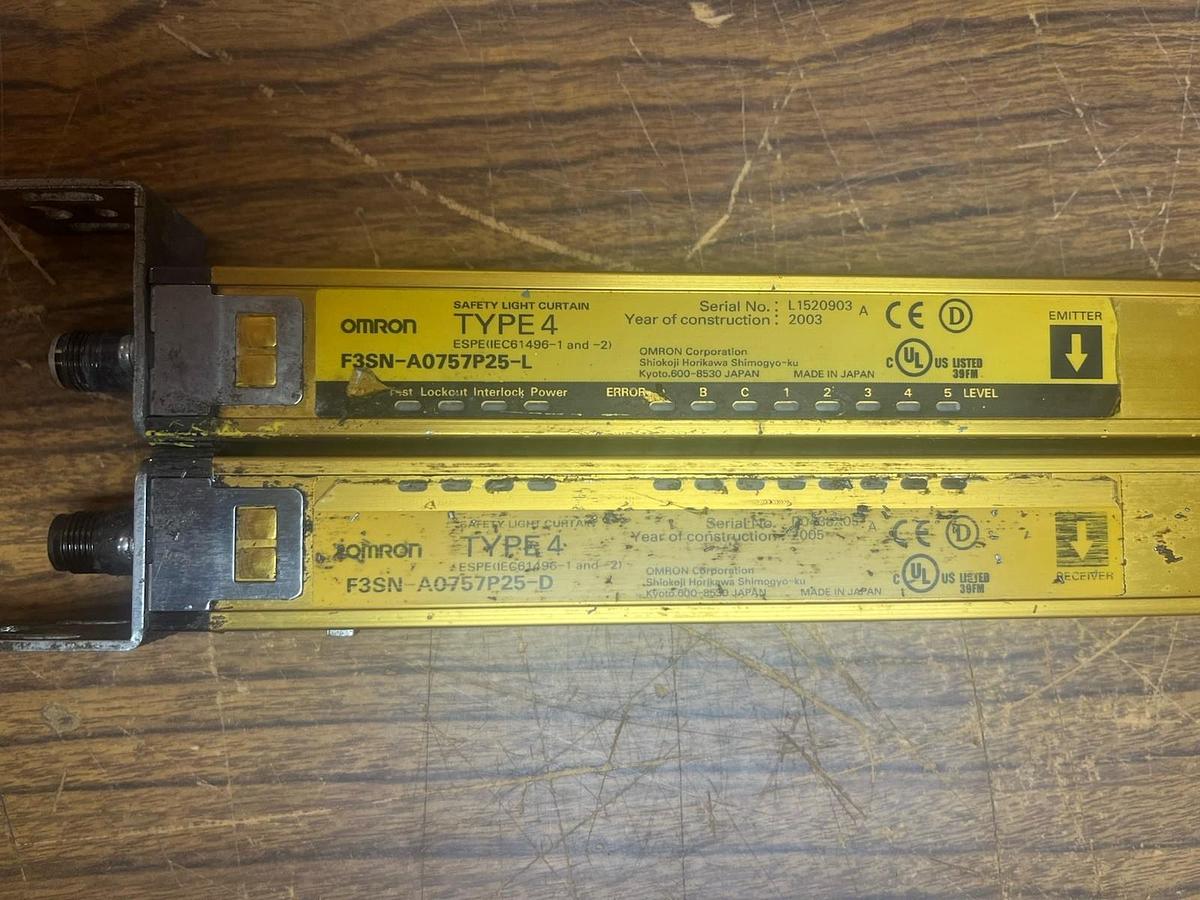 SAFETY LIGHT CURTAIN
OMRON TYPE 4
ESPE(IEC61496-1 and -2)
F3SN-A0757P25-L
Serial No. : L1520903 A
Year of construction : 2003
OMRON Corporation
Shiokoji Horikawa Shimogyo-ku
Kyoto.600-8530 JAPAN MADE IN JAPAN
CE D
C UL US LISTED
39FM
EMITTER
Lockout Interlock Power
ERROR B C 1 2 3 4 5 LEVEL
SAFETY LIGHT CURTAIN
OMRON TYPE 4
ESPE(IEC61496-1 and -2)
F3SN-A0757P25-D
Serial No. A
Year of construction 2005
OMRON Corporation
Shiokoji Horikawa Shimogyo-ku
Kyoto.600-8530 JAPAN MADE IN JAPAN
CE D
C UL US LISTED
39FM
RECEIVER